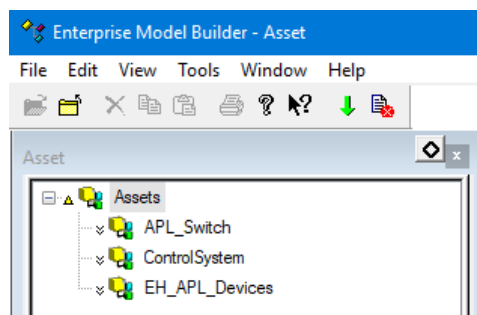 Enterprise Model Builder - Asset
File Edit View Tools Window Help
Asset
Assets
APL_Switch
ControlSystem
EH_APL_Devices